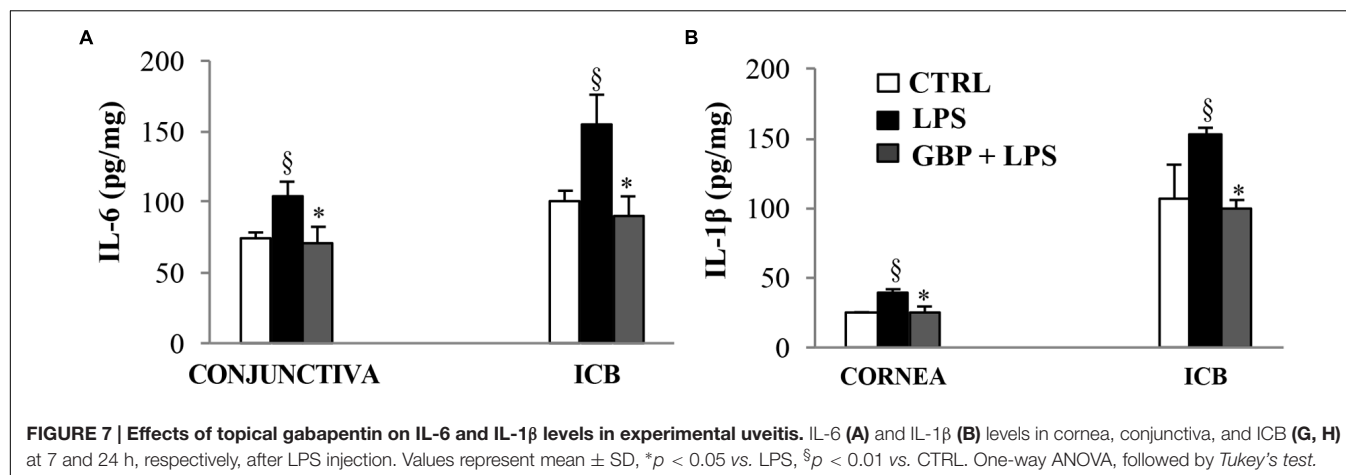 A
200
150
100
50
0
IL-6 (pg/mg)
§
*
§
*
CONJUNCTIVA
ICB
B
200
150
100
50
0
IL-1β (pg/mg)
CTRL
LPS
GBP + LPS
§
*
§
*
CORNEA
ICB
FIGURE 7 | Effects of topical gabapentin on IL-6 and IL-1β levels in experimental uveitis. IL-6 (A) and IL-1β (B) levels in cornea, conjunctiva, and ICB (G, H)
at 7 and 24 h, respectively, after LPS injection. Values represent mean ± SD, *p < 0.05 vs. LPS, §p < 0.01 vs. CTRL. One-way ANOVA, followed by Tukey's test.